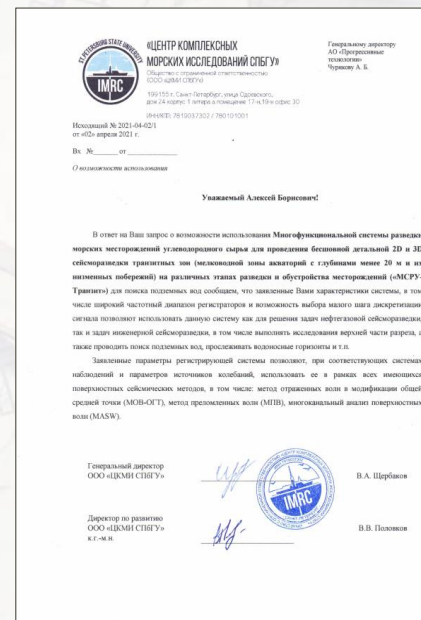 ST.PETERSBURG STATE UNIVERSITY
IMRC
«ЦЕНТР КОМПЛЕКСНЫХ
МОРСКИХ ИССЛЕДОВАНИЙ СПБГУ»
Общество с ограниченной ответственностью
(ООО «ЦКМИ СПбГУ»)
199155 г. Санкт-Петербург, улица Одоевского,
дом 24 корпус 1 литера а помещение 17-н,19-н офис 30
ИНН/КПП: 7819037302 / 780101001
Генеральному директору
АО «Прогрессивные
технологии»
Чурикову А. Б.
Исходящий № 2021-04-02/1
от «02» апреля 2021 г.
Вх № от
О возможности использования
Уважаемый Алексей Борисович!
В ответ на Ваш запрос о возможности использования Многофункциональной системы разведки
морских месторождений углеводородного сырья для проведения бесшовной детальной 2D и 3D
сейсморазведки транзитных зон (мелководной зоны акваторий с глубинами менее 20 м и их
низменных побережий) на различных этапах разведки и обустройства месторождений («МСРУ-
Транзит») для поиска подземных вод сообщаем, что заявленные Вами характеристики системы, в том
числе широкий частотный диапазон регистраторов и возможность выбора малого шага дискретизации
сигнала позволяют использовать данную систему как для решения задач нефтегазовой сейсморазведки,
так и задач инженерной сейсморазведки, в том числе выполнять исследования верхней части разреза, а
также проводить поиск подземных вод, прослеживать водоносные горизонты и т.п.
Заявленные параметры регистрирующей системы позволяют, при соответствующих системах
наблюдений и параметров источников колебаний, использовать ее в рамках всех имеющихся
поверхностных сейсмических методов, в том числе: метод отраженных волн в модификации общей
средней точки (МОВ-ОГТ), метод преломленных волн (МПВ), многоканальный анализ поверхностных
волн (MASW).
Генеральный директор
ООО «ЦКМИ СПбГУ»
В.А. Щербаков
IMRC
Директор по развитию
ООО «ЦКМИ СПбГУ»
к.г.-м.н.
В.В. Половков